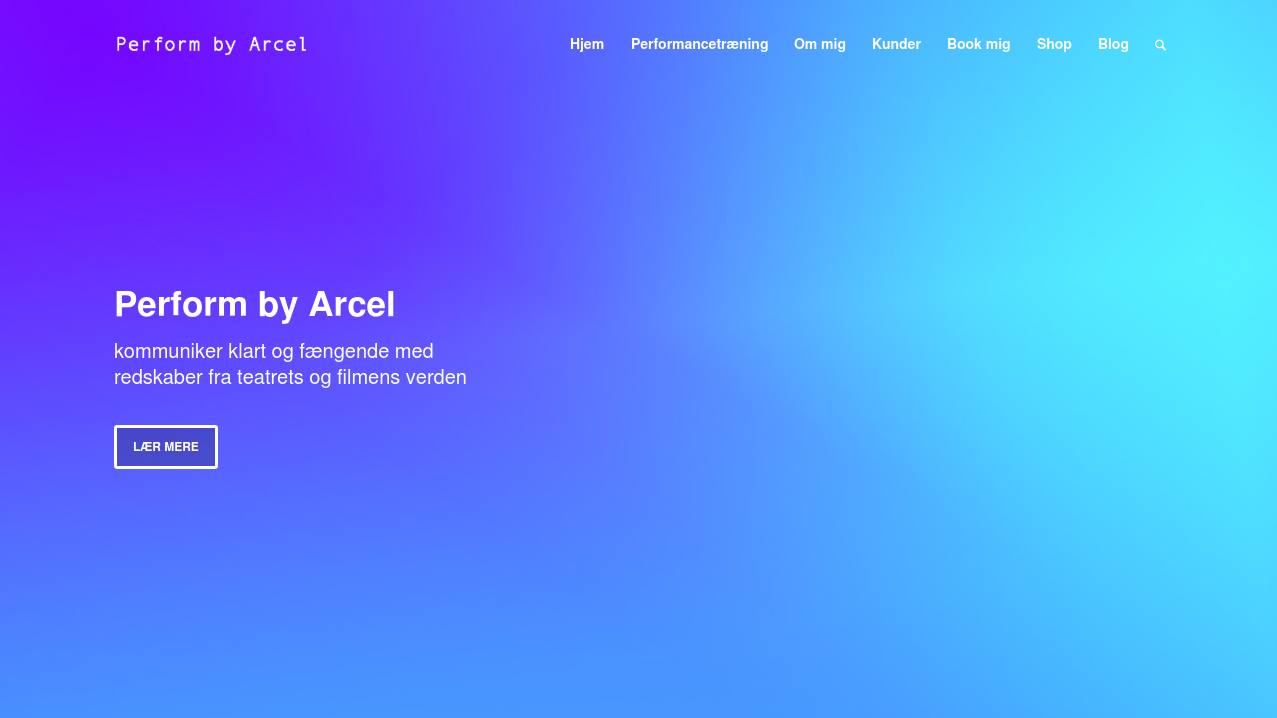 Perform by Arcel
Hjem Performancetræning Om mig Kunder Book mig Shop Blog
Perform by Arcel
kommuniker klart og fængende med
redskaber fra teatrets og filmens verden
LÆR MERE